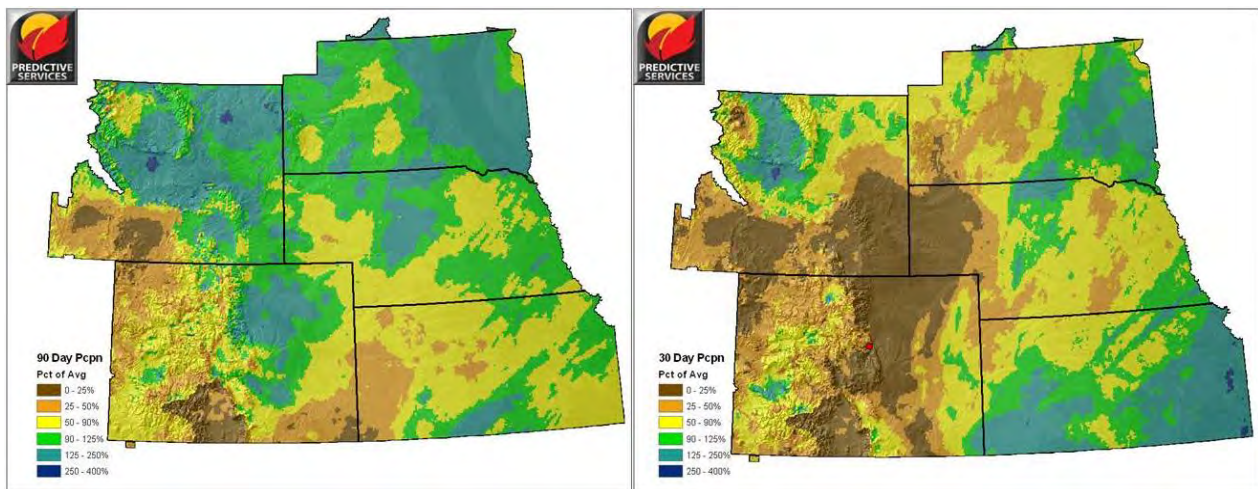 PREDICTIVE
SERVICES
90 Day Pcpn
Pct of Avg
0 - 25%
25 - 50%
50 - 90%
90 - 125%
125 - 250%
250 - 400%
PREDICTIVE
SERVICES
30 Day Pcpn
Pct of Avg
0 - 25%
25 - 50%
50 - 90%
90 - 125%
125 - 250%
250 - 400%